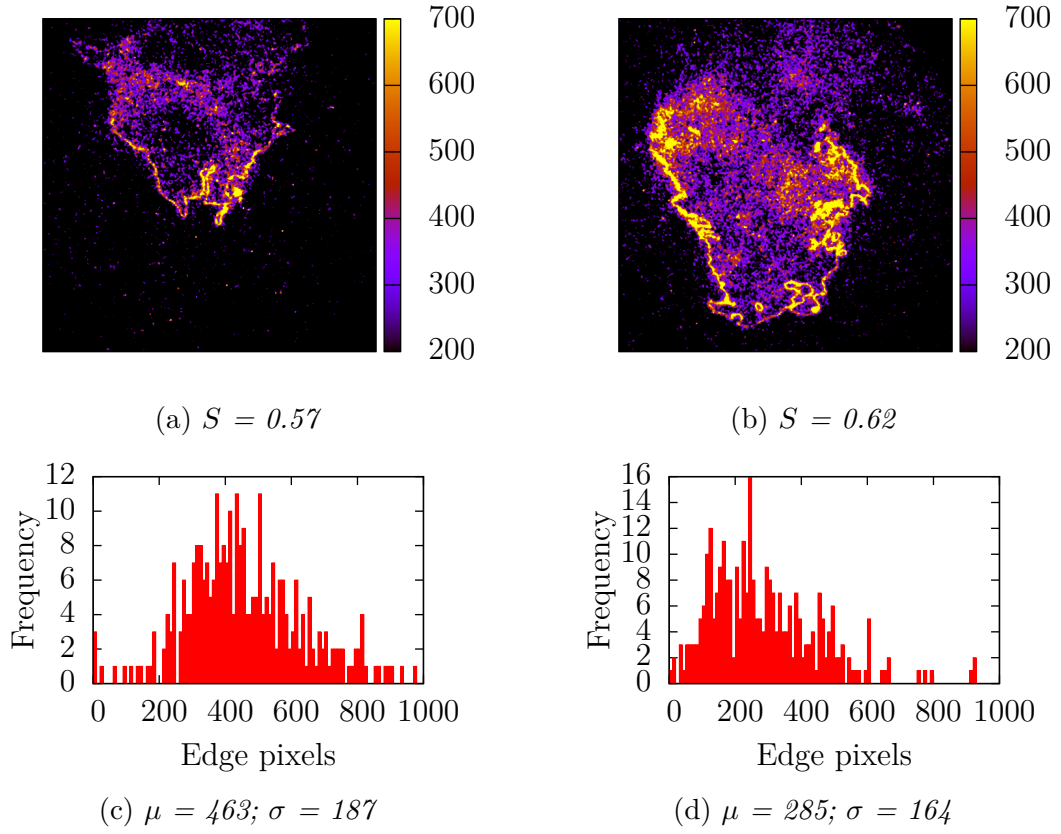 700
600
500
400
300
200
700
600
500
400
300
200
(a) S = 0.57
(b) S = 0.62
12
10
8
6
4
2
0
Frequency
0 200 400 600 800 1000
Edge pixels
16
14
12
10
8
6
4
2
0
Frequency
0 200 400 600 800 1000
Edge pixels
(c) μ = 463; σ = 187
(d) μ = 285; σ = 164